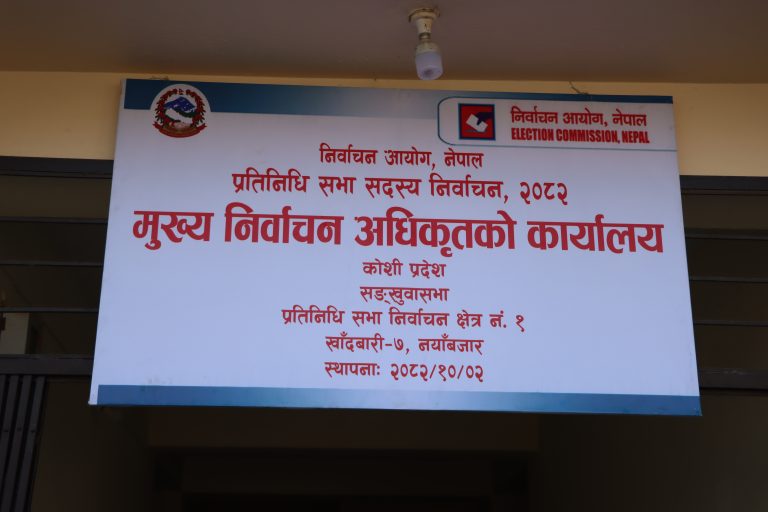 निर्वाचन आयोग, नेपाल
ELECTION COMMISSION, NEPAL
निर्वाचन आयोग, नेपाल
प्रतिनिधि सभा सदस्य निर्वाचन, २०८२
मुख्य निर्वाचन अधिकृतको कार्यालय
कोशी प्रदेश
सङ्खुवासभा
प्रतिनिधि सभा निर्वाचन क्षेत्र नं. १
खाँदबारी-७, नयाँबजार
स्थापनाः २०८२/१०/०२